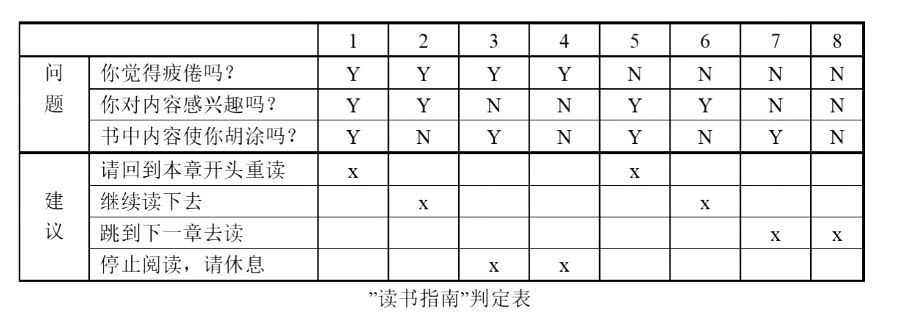 1 2 3 4 5 6 7 8
问题 你觉得疲倦吗? Y Y Y Y N N N N
你对内容感兴趣吗? Y Y N N Y Y N N
书中内容使你胡涂吗? Y N Y N Y N Y N
建议 请回到本章开头重读 x x
继续读下去 x x
跳到下一章去读 x x
停止阅读，请休息 x x
”读书指南”判定表